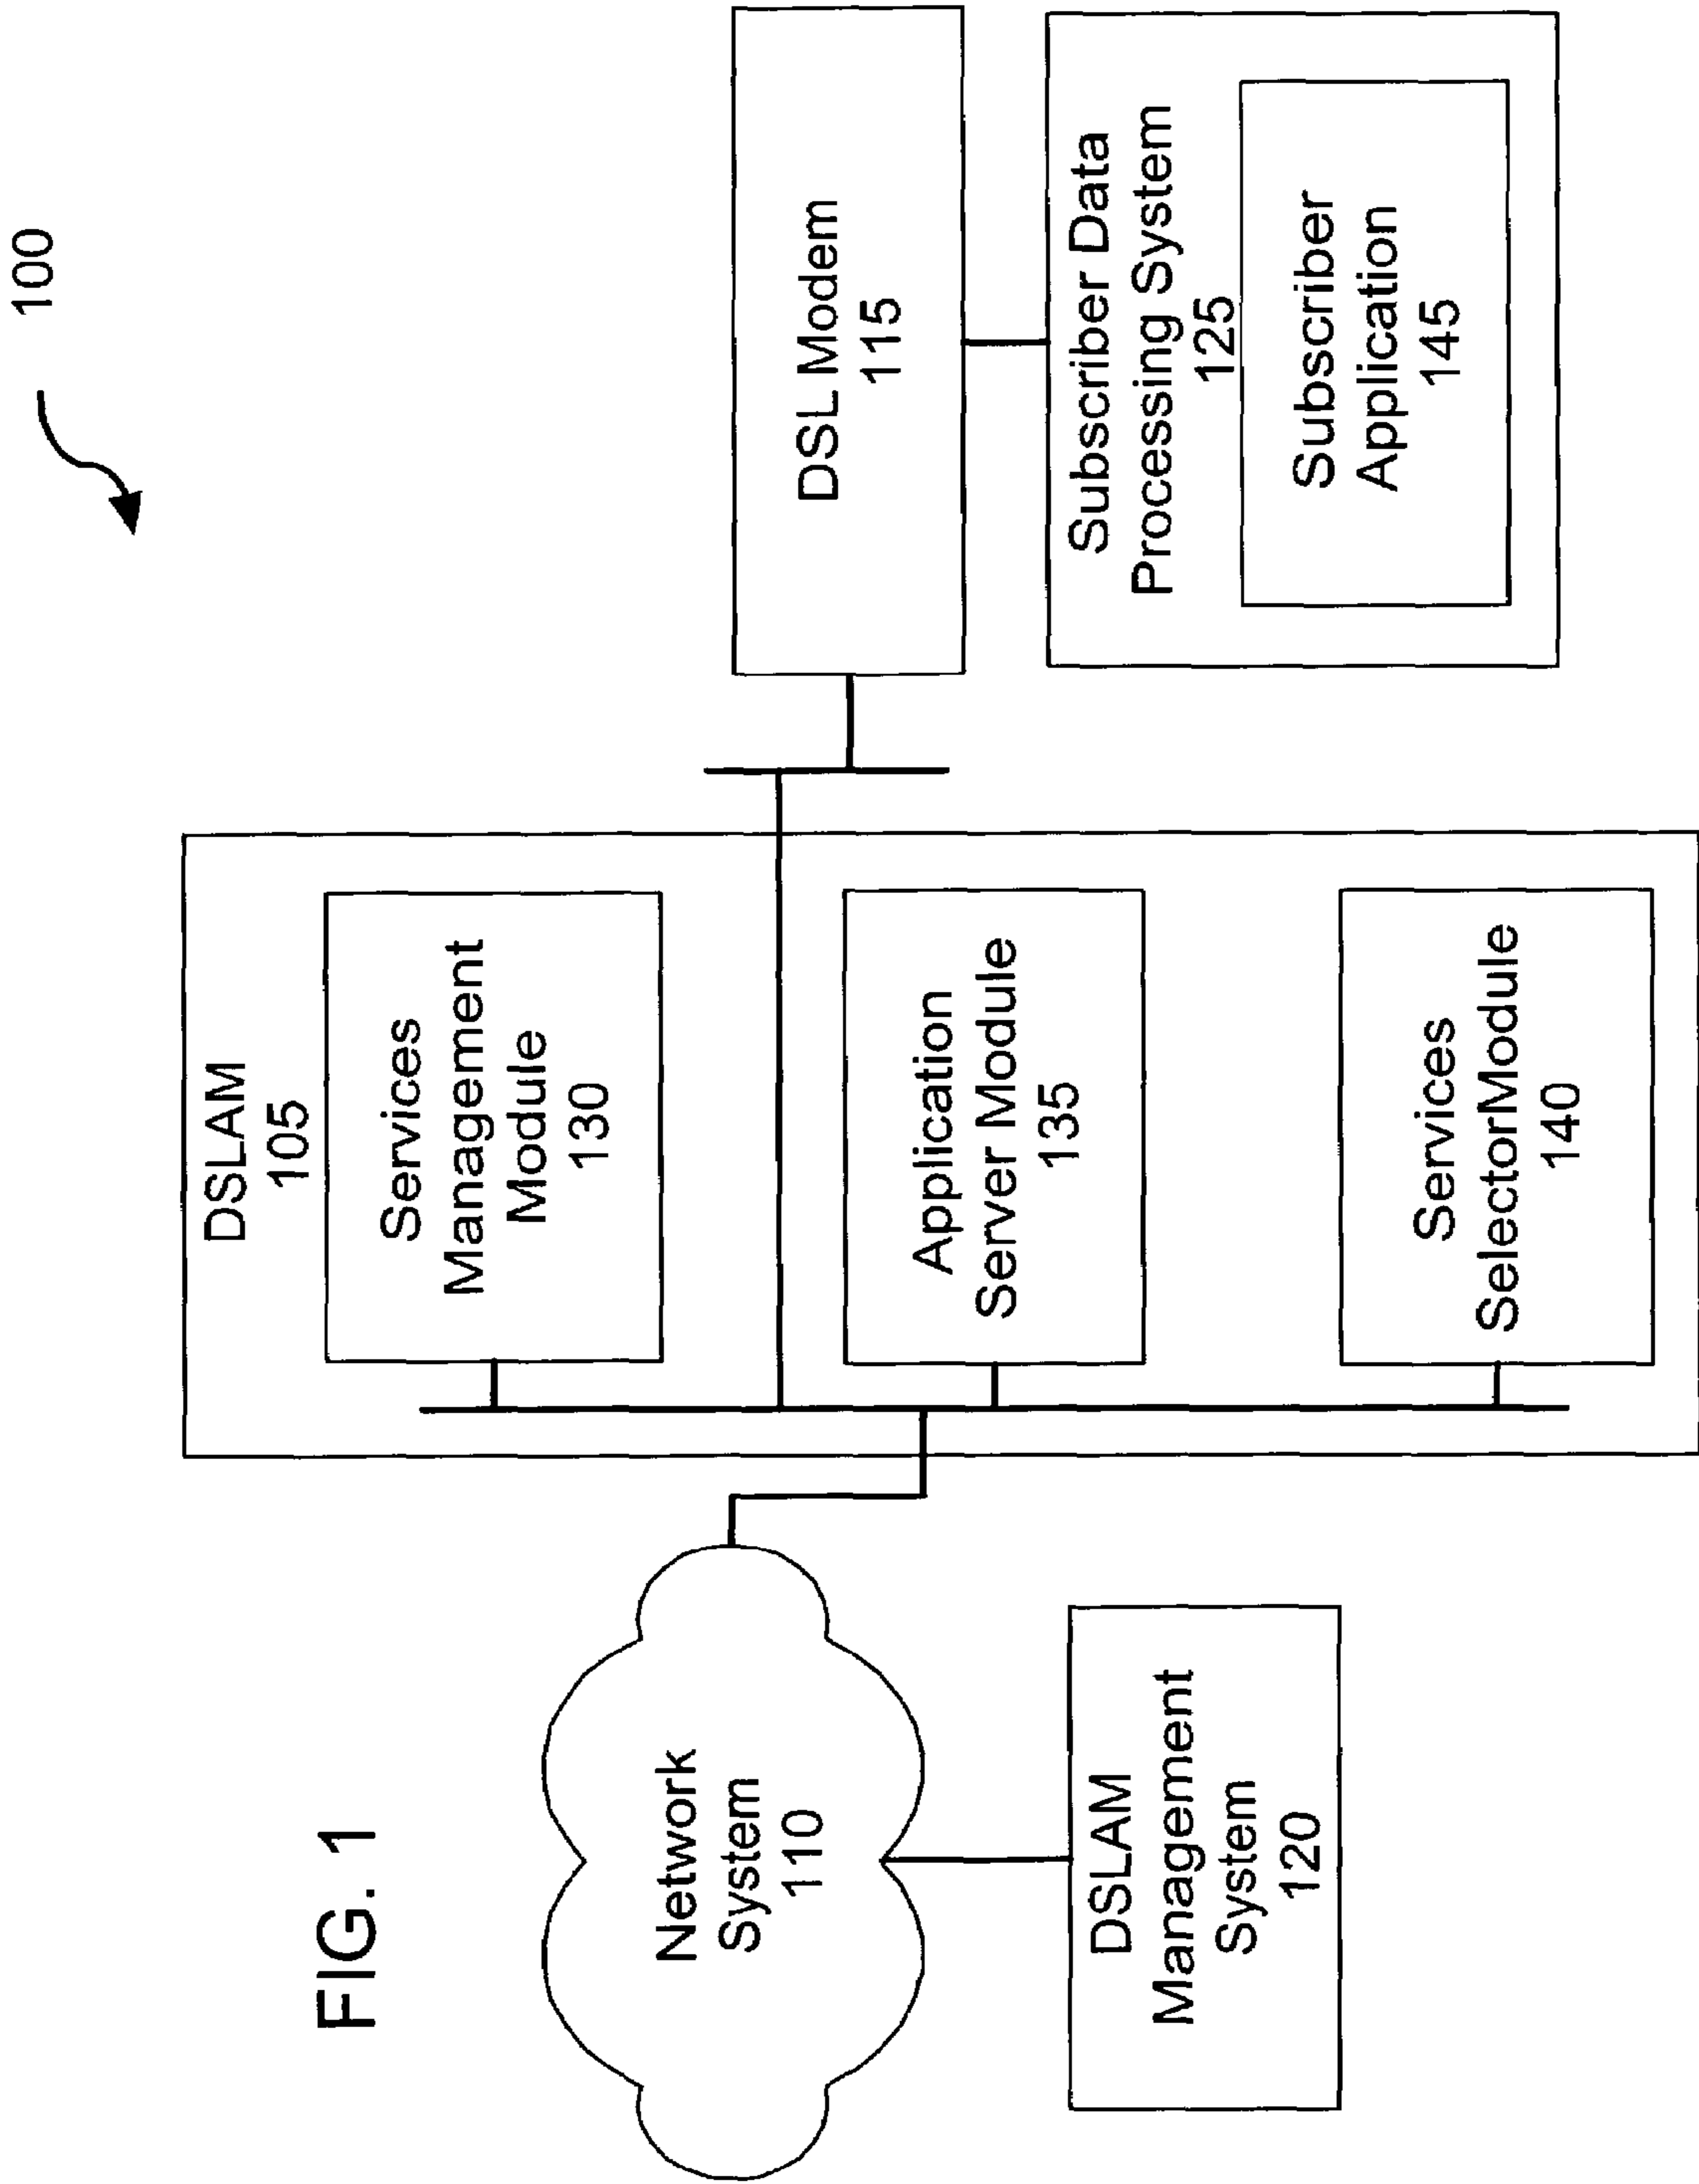 FIG. 1
100
Network
System
110
DSLAM
Management
System
120
DSLAM
105
Services
Management
Module
130
Application
Server Module
135
Services
SelectorModule
140
DSL Modem
115
Subscriber Data
Processing System
125
Subscriber
Application
145